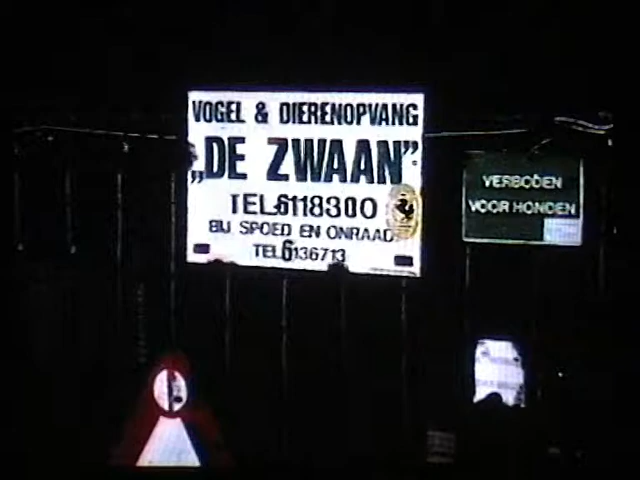 VOGEL & DIERENOPVANG
„DE ZWAAN”
TEL.6118300
BIJ SPOED EN ONRAAD.
TEL 6136713
VERBODEN
VOOR HONDEN